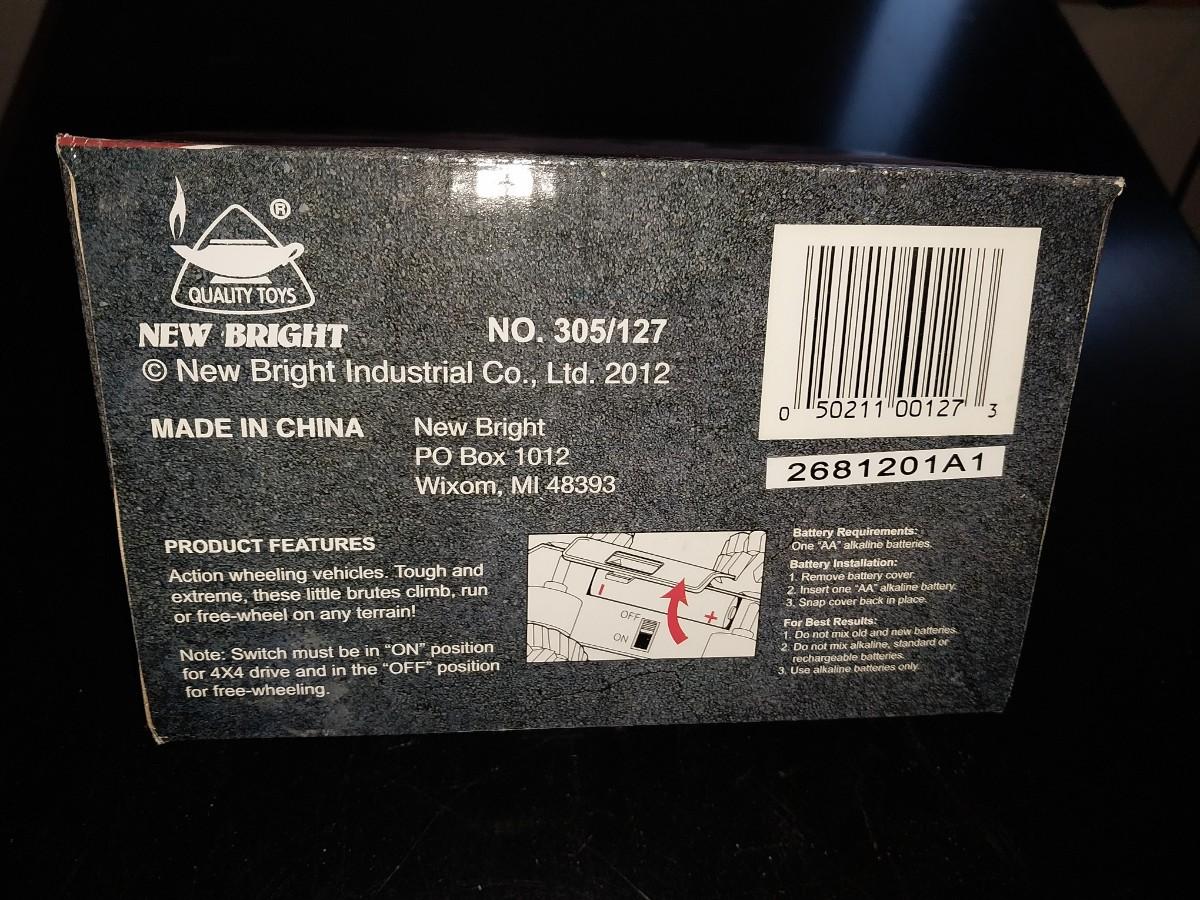 ®
QUALITY TOYS
NEW BRIGHT
NO. 305/127
© New Bright Industrial Co., Ltd. 2012
MADE IN CHINA
New Bright
PO Box 1012
Wixom, MI 48393
0 50211 00127 3
2681201A1
PRODUCT FEATURES
Action wheeling vehicles. Tough and
extreme, these little brutes climb, run
or free-wheel on any terrain!
Note: Switch must be in “ON” position
for 4X4 drive and in the “OFF” position
for free-wheeling.
-
+
OFF
ON
Battery Requirements:
One “AA” alkaline batteries.
Battery Installation:
1. Remove battery cover.
2. Insert one “AA” alkaline battery.
3. Snap cover back in place.
For Best Results:
1. Do not mix old and new batteries.
2. Do not mix alkaline, standard or
rechargeable batteries.
3. Use alkaline batteries only.